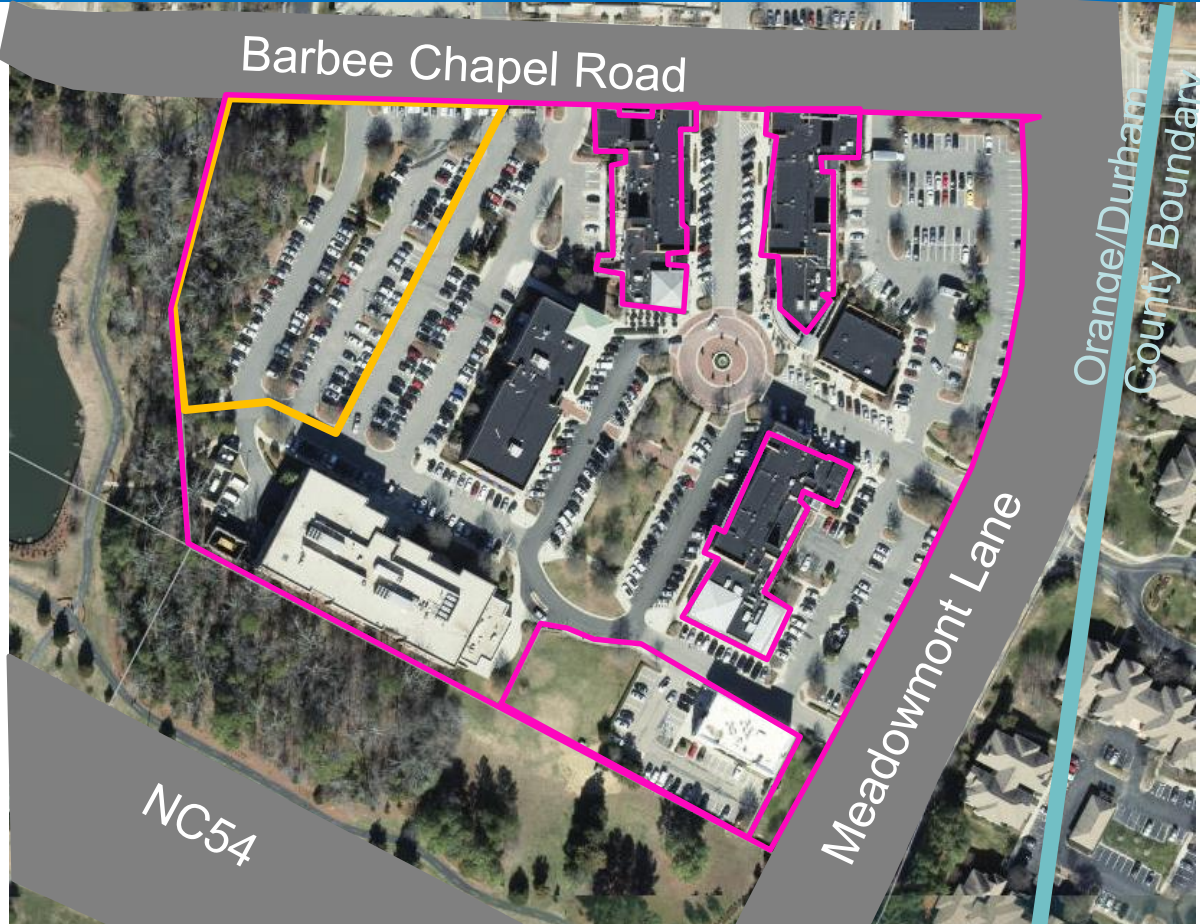 Barbee Chapel Road
Orange/Durham
County Boundary
Meadowmont Lane
NC54